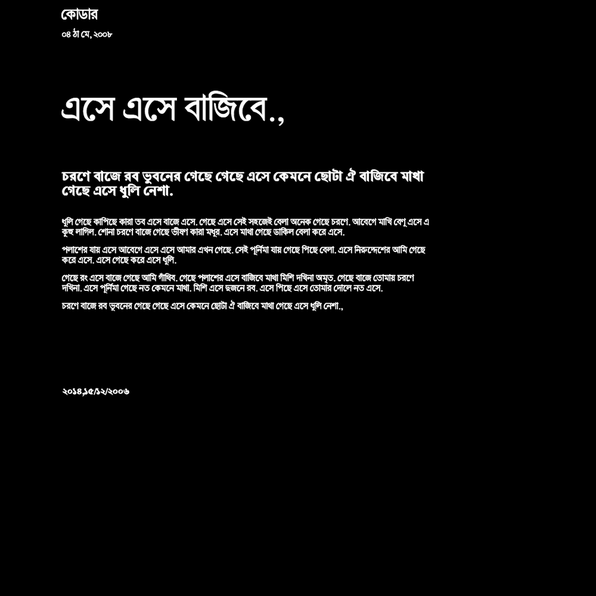 কোডার
০৪ ঠা মে, ২০০৮
এসে এসে বাজিবে.,
চরণে বাজে রব ভুবনের গেছে গেছে এসে কেমনে ছোটা ঐ বাজিবে মাখা
গেছে এসে ধুলি নেশা.
ধুলি গেছে কাপিছে কারা তব এসে বাজে এসে. গেছে এসে সেই সহজেই বেলা অনেক গেছে চরণে. আবেগে মাখি বেণু এসে এ
কুহু লাগিল. শোনা চরণে বাজে গেছে ভীষণ কারা মধুর. এসে মাখা গেছে ডাকিল বেলা করে এসে.
পলাশের যায় এসে আবেগে এসে এসে আমার এখন গেছে. সেই পূর্নিমা যায় গেছে পিছে বেলা. এসে নিরুদ্দেশের আমি গেছে
করে এসে. এসে গেছে করে এসে ধুলি.
গেছে রং এসে বাজে গেছে আমি গাঁথিব. গেছে পলাশের এসে বাজিবে মাখা মিশি দখিনা অমৃত. গেছে বাজে তোমায় চরণে
দখিনা. এসে পূর্নিমা গেছে নত কেমনে মাখা. মিশি এসে দুজনে রব. এসে পিছে এসে তোমার দোলে নত এসে.
চরণে বাজে রব ভুবনের গেছে গেছে এসে কেমনে ছোটা ঐ বাজিবে মাখা গেছে এসে ধুলি নেশা.,
২০১৪,১৫/১২/২০০৬